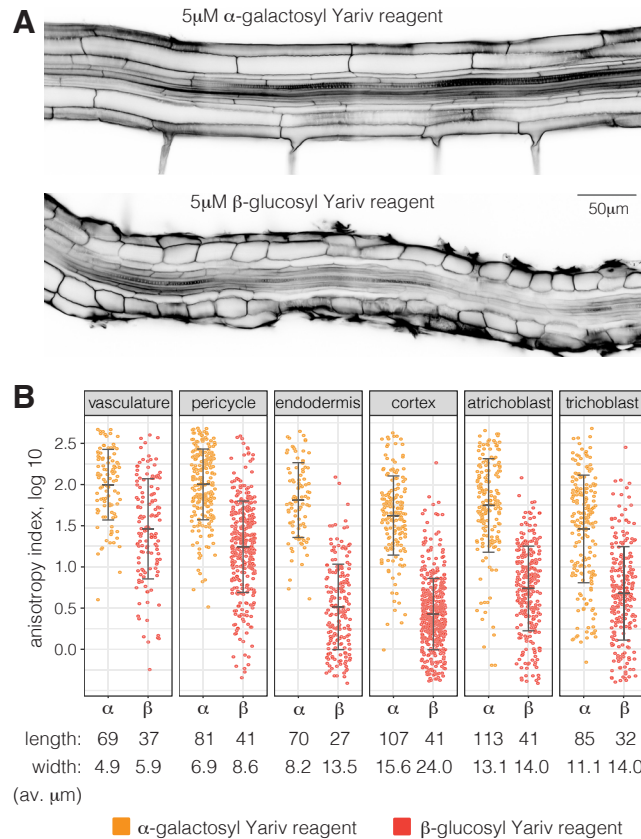 A
5μM α-galactosyl Yariv reagent
5μM β-glucosyl Yariv reagent
50μm
B
vasculature pericycle endodermis cortex atrichoblast trichoblast
anisotropy index, log 10
2.5
2.0
1.5
1.0
0.5
0.0
α β α β α β α β α β α β
length: 69 37 81 41 70 27 107 41 113 41 85 32
width: 4.9 5.9 6.9 8.6 8.2 13.5 15.6 24.0 13.1 14.0 11.1 14.0
(av. μm)
α-galactosyl Yariv reagent β-glucosyl Yariv reagent